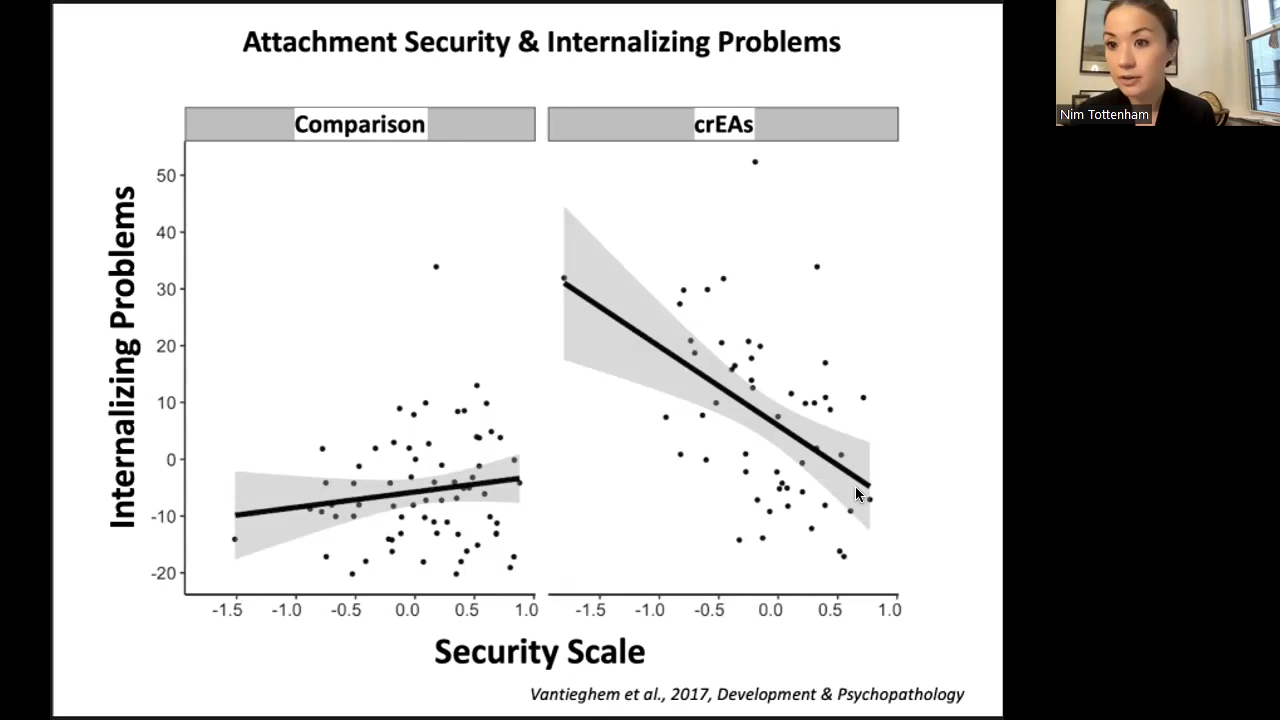 Attachment Security & Internalizing Problems
Nim Tottenham
Comparison
crEAs
Internalizing Problems
50
40
30
20
10
0
-10
-20
-1.5 -1.0 -0.5 0.0 0.5 1.0
-1.5 -1.0 -0.5 0.0 0.5 1.0
Security Scale
Vantieghem et al., 2017, Development & Psychopathology